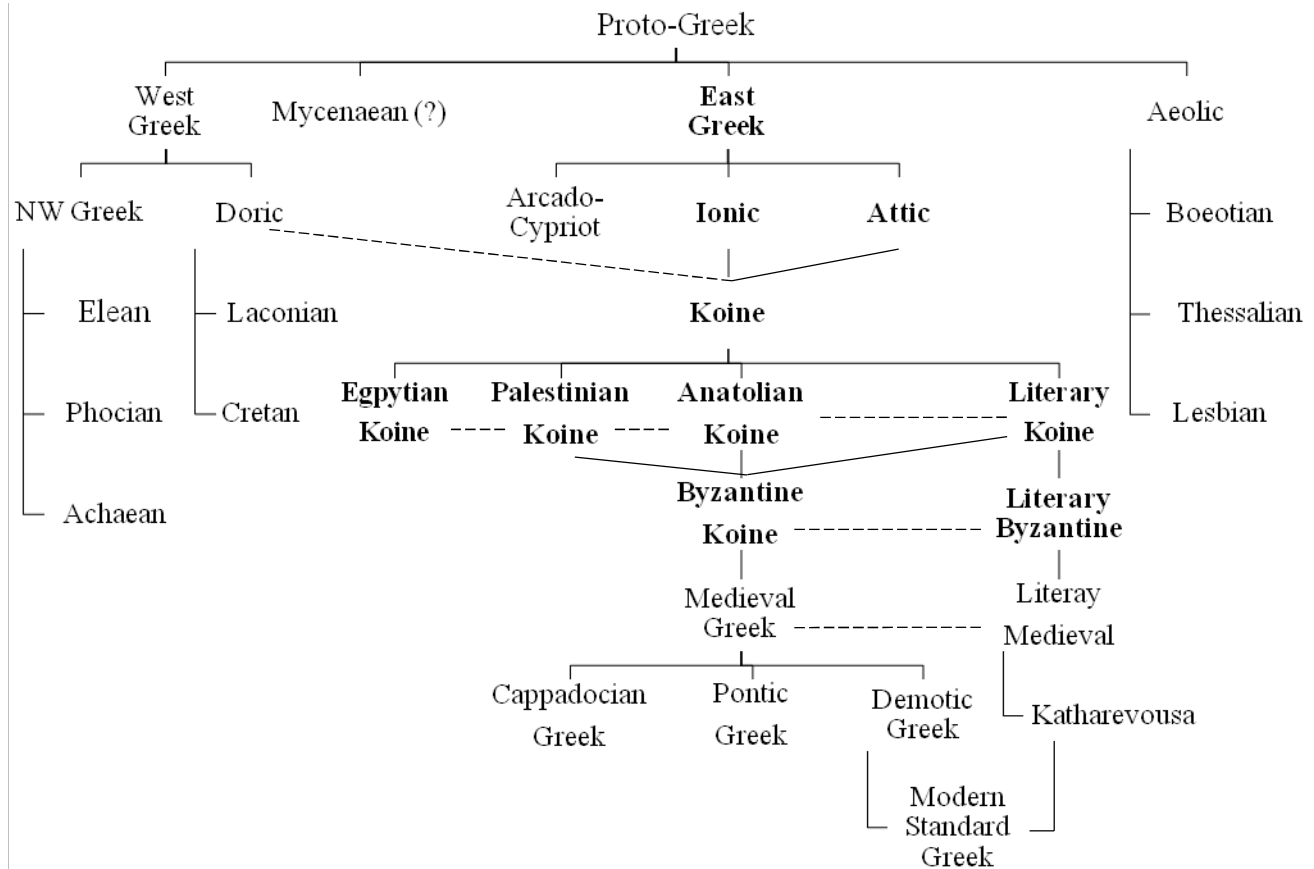 Proto-Greek
West
Greek
Mycenaean (?)
East
Greek
Aeolic
NW Greek
Doric
Arcado-
Cypriot
Ionic
Attic
Boeotian
Elean
Laconian
Koine
Thessalian
Egpytian
Koine
Palestinian
Koine
Anatolian
Koine
Literary
Koine
Phocian
Cretan
Lesbian
Byzantine
Koine
Literary
Byzantine
Achaean
Medieval
Greek
Literay
Medieval
Cappadocian
Greek
Pontic
Greek
Demotic
Greek
Katharevousa
Modern
Standard
Greek